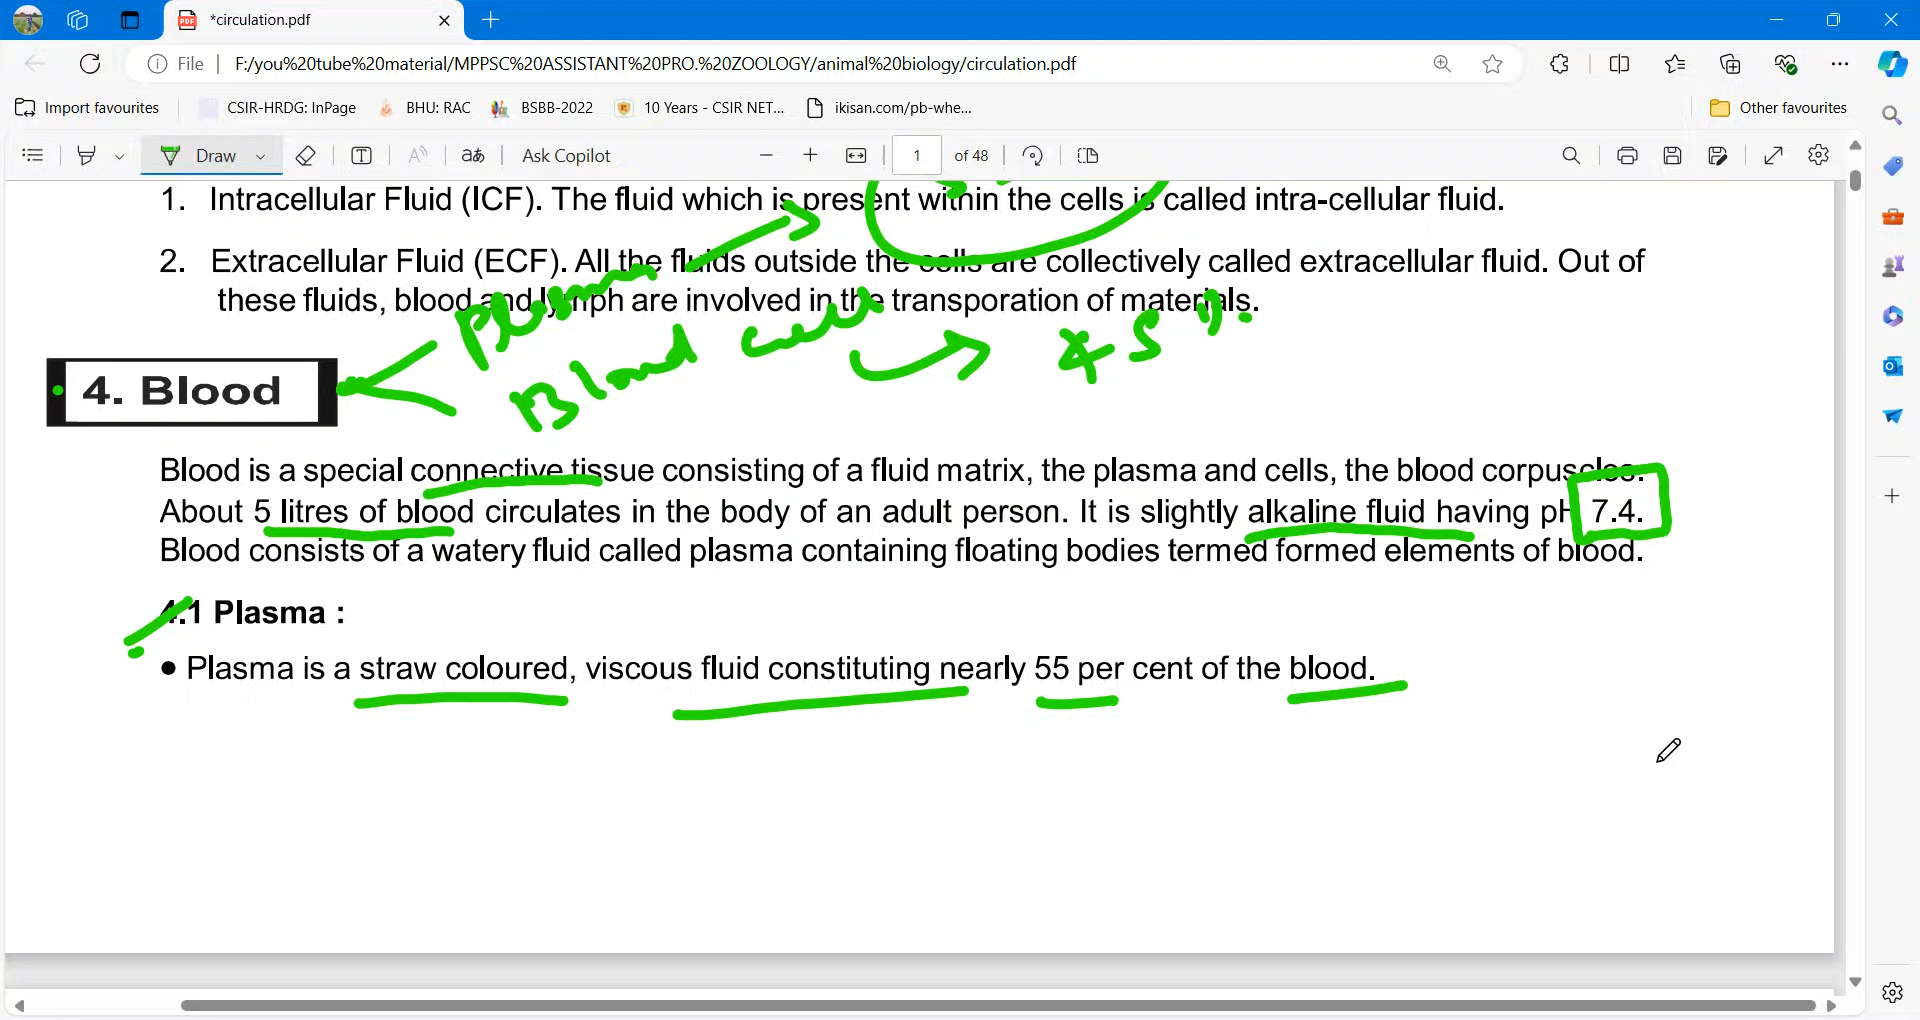 *circulation.pdf
File
F:/you%20tube%20material/MPPSC%20ASSISTANT%20PRO.%20ZOOLOGY/animal%20biology/circulation.pdf
Import favourites CSIR-HRDG: InPage BHU: RAC BSBB-2022 10 Years - CSIR NET... ikisan.com/pb-whe... Other favourites
Draw Ask Copilot 1 of 48
1. Intracellular Fluid (ICF). The fluid which is present within the cells is called intra-cellular fluid.
2. Extracellular Fluid (ECF). All the fluids outside the cells are collectively called extracellular fluid. Out of
these fluids, blood and lymph are involved in the transporation of materials.
Plasma
Blood cell
4. Blood
Blood is a special connective tissue consisting of a fluid matrix, the plasma and cells, the blood corpuscles.
About 5 litres of blood circulates in the body of an adult person. It is slightly alkaline fluid having pH 7.4.
Blood consists of a watery fluid called plasma containing floating bodies termed formed elements of blood.
4.1 Plasma :
● Plasma is a straw coloured, viscous fluid constituting nearly 55 per cent of the blood.